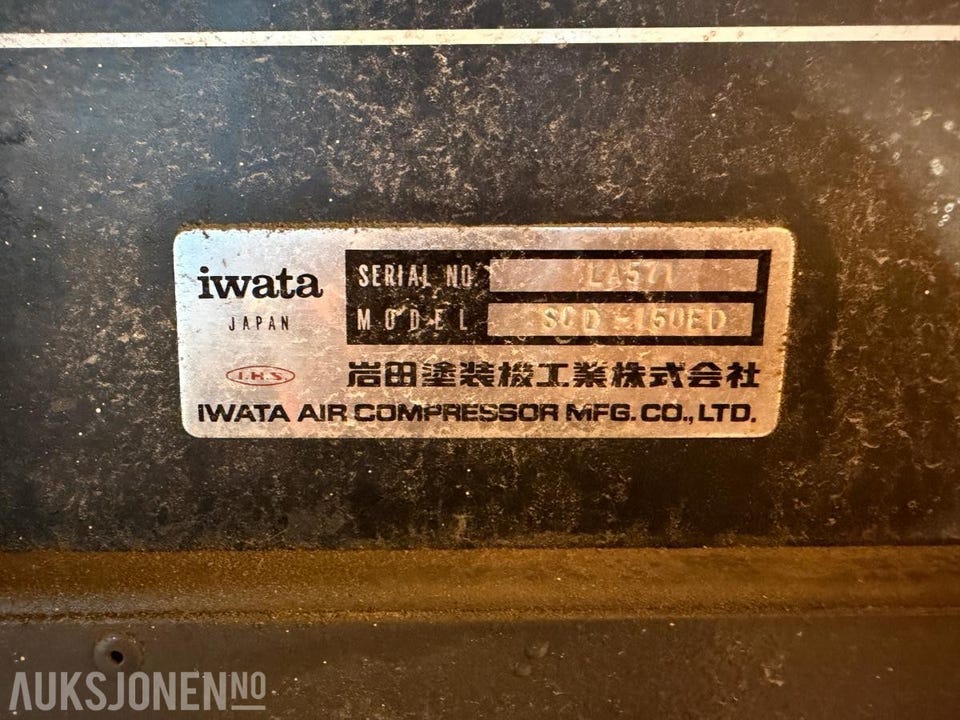 iwata
JAPAN
SERIAL NO. LA571
MODEL SCD-150ED
I.H.S
岩田塗装機工業株式会社
IWATA AIR COMPRESSOR MFG. CO., LTD.
AUKSJONEN NO